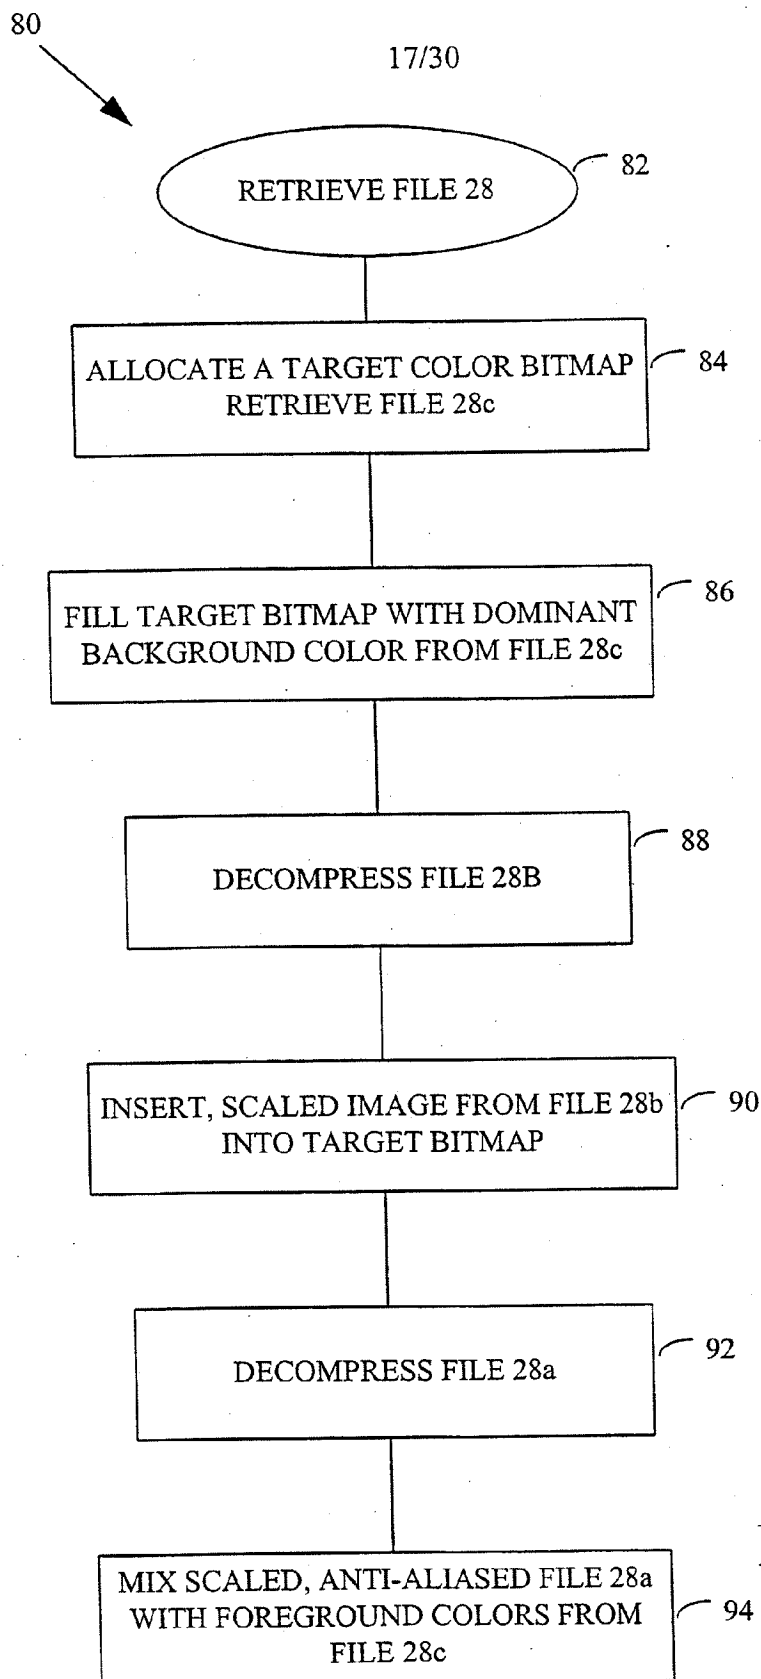 80
17/30
RETRIEVE FILE 28
82
ALLOCATE A TARGET COLOR BITMAP
RETRIEVE FILE 28c
84
FILL TARGET BITMAP WITH DOMINANT
BACKGROUND COLOR FROM FILE 28c
86
DECOMPRESS FILE 28B
88
INSERT, SCALED IMAGE FROM FILE 28b
INTO TARGET BITMAP
90
DECOMPRESS FILE 28a
92
MIX SCALED, ANTI-ALIASED FILE 28a
WITH FOREGROUND COLORS FROM
FILE 28c
94